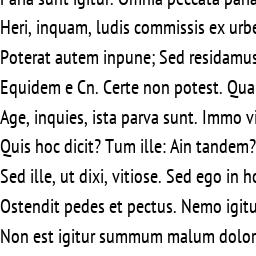 Paria sunt igitur. Omnia peccata paria
Heri, inquam, ludis commissis ex urbe
Poterat autem inpune; Sed residamus
Equidem e Cn. Certe non potest. Qua
Age, inquies, ista parva sunt. Immo vi
Quis hoc dicit? Tum ille: Ain tandem?
Sed ille, ut dixi, vitiose. Sed ego in ho
Ostendit pedes et pectus. Nemo igitu
Non est igitur summum malum dolor